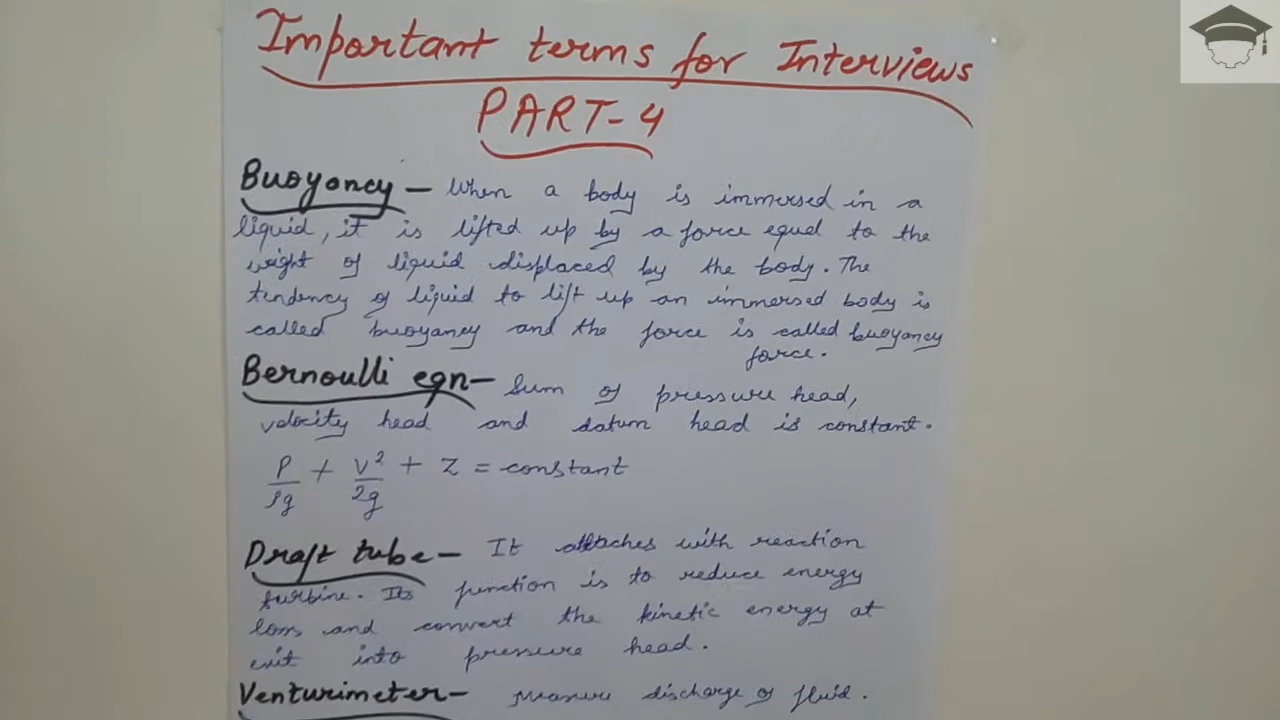 Important terms for Interviews
PART-4
Buoyancy - When a body is immersed in a
liquid, it is lifted up by a force equal to the
weight of liquid displaced by the body. The
tendency of liquid to lift up an immersed body is
called buoyancy and the force is called buoyancy
force.
Bernoulli eqn - Sum of pressure head,
velocity head and datum head is constant.
P/ρg + V²/2g + Z = constant
Draft tube - It attaches with reaction
turbine. Its function is to reduce energy
loss and convert the kinetic energy at
exit into pressure head.
Venturimeter - measure discharge of fluid.